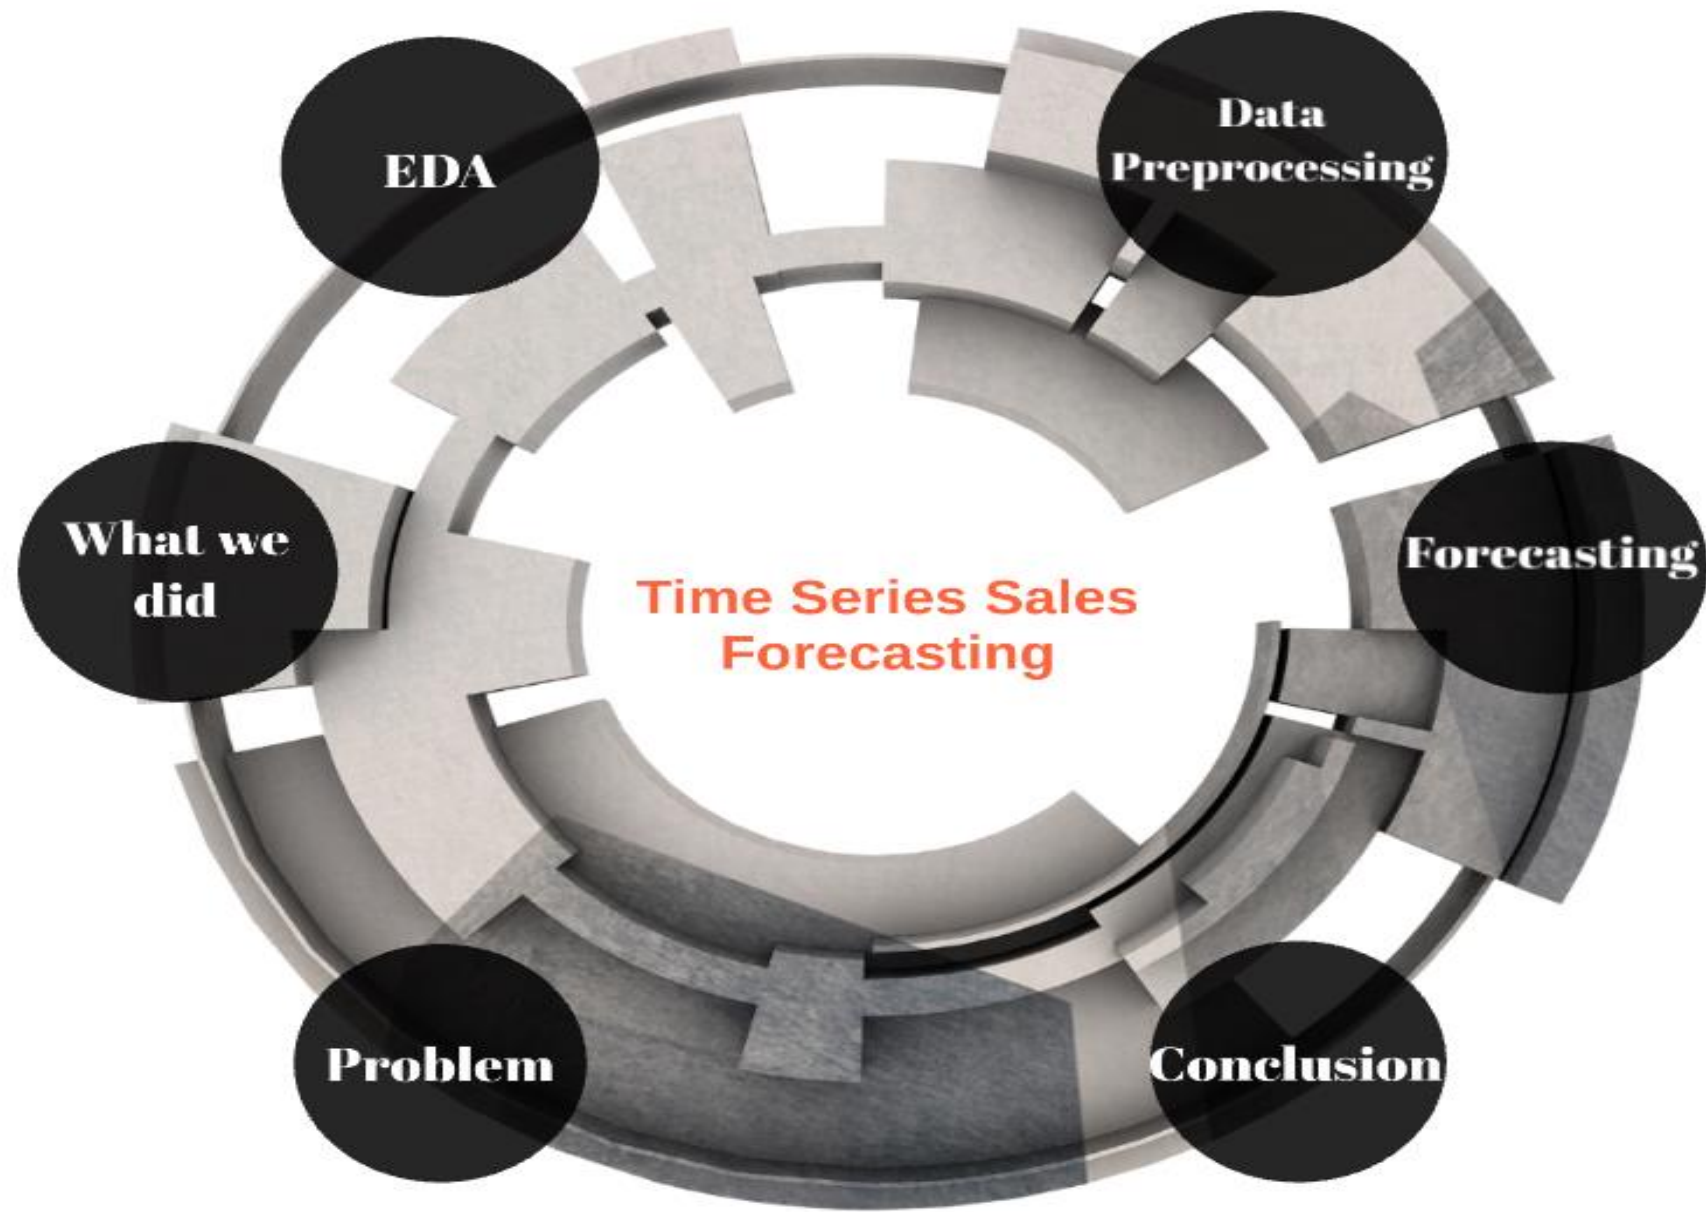 EDA
Data
Preprocessing
What we
did
Time Series Sales
Forecasting
Forecasting
Problem
Conclusion